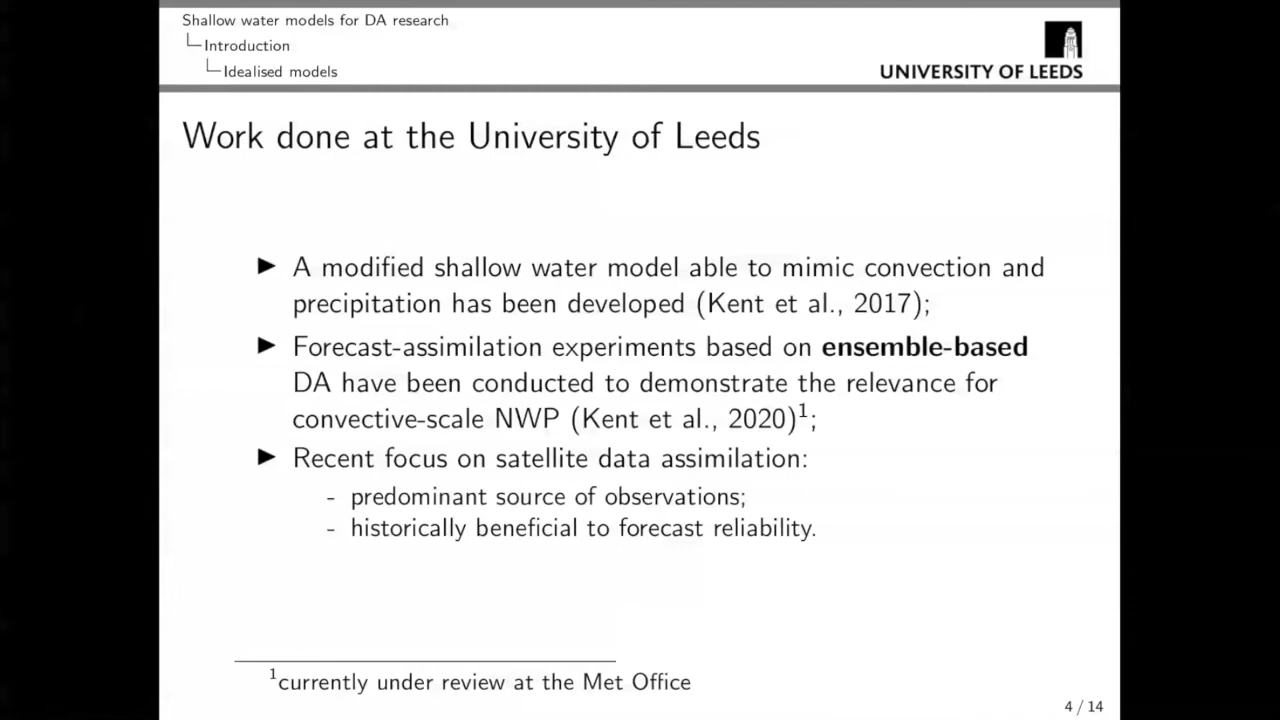 Shallow water models for DA research
Introduction
Idealised models
UNIVERSITY OF LEEDS
Work done at the University of Leeds
▶ A modified shallow water model able to mimic convection and
precipitation has been developed (Kent et al., 2017);
▶ Forecast-assimilation experiments based on ensemble-based
DA have been conducted to demonstrate the relevance for
convective-scale NWP (Kent et al., 2020)¹;
▶ Recent focus on satellite data assimilation:
- predominant source of observations;
- historically beneficial to forecast reliability.
¹currently under review at the Met Office
4 / 14